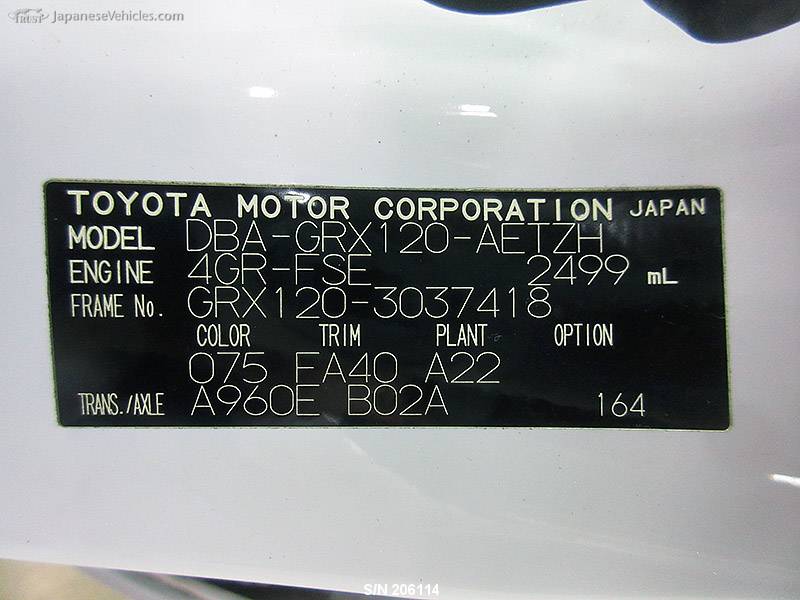 TRUST JapaneseVehicles.com
TOYOTA MOTOR CORPORATION JAPAN
MODEL DBA-GRX120-AETZH
ENGINE 4GR-FSE 2499 mL
FRAME No. GRX120-3037418
COLOR TRIM PLANT OPTION
075 EA40 A22
TRANS./AXLE A960E B02A 164
S/N 206114